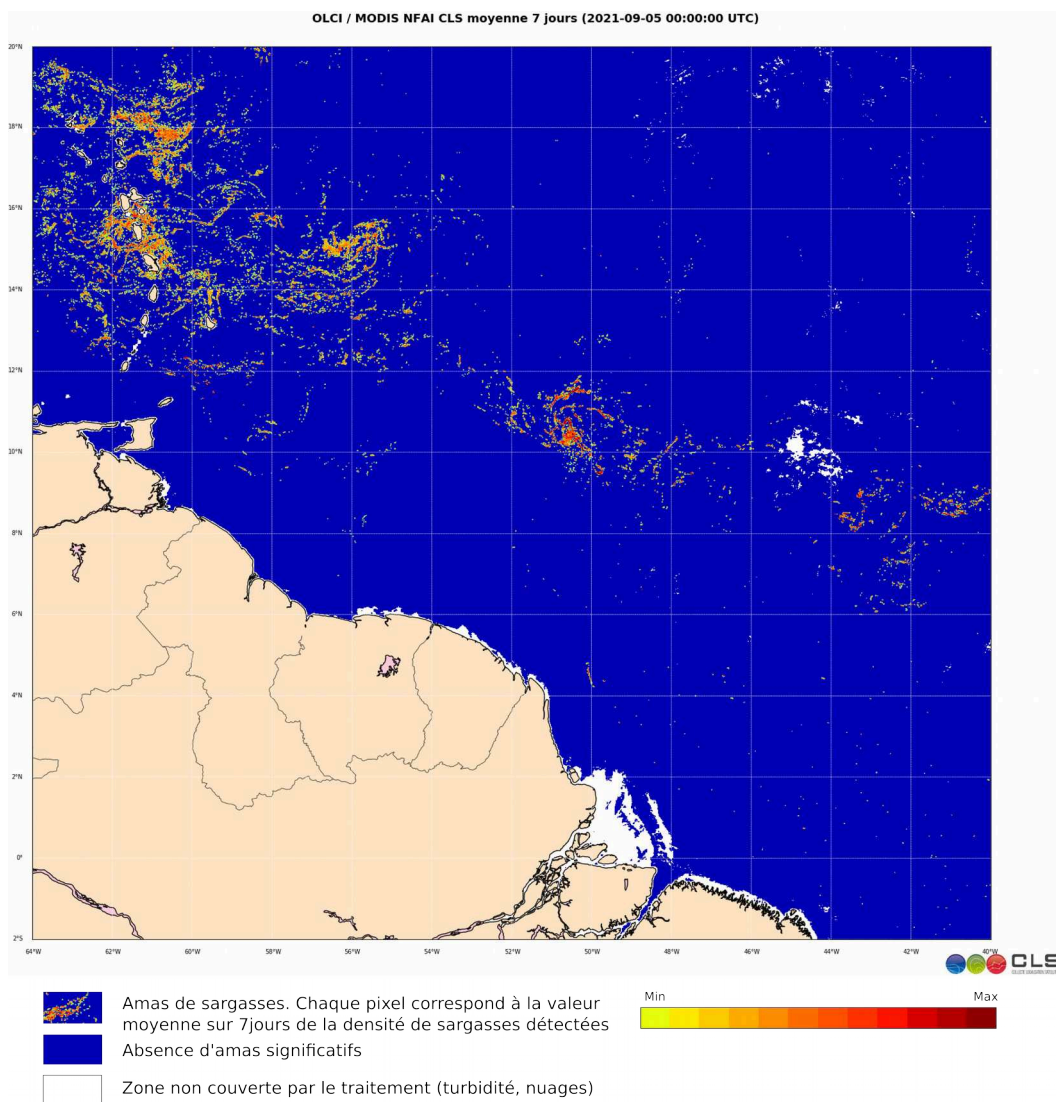 OLCI / MODIS NFAI CLS moyenne 7 jours (2021-09-05 00:00:00 UTC)
20°N
18°N
16°N
14°N
12°N
10°N
8°N
6°N
4°N
2°N
0°
2°S
64°W 62°W 60°W 58°W 56°W 54°W 52°W 50°W 48°W 46°W 44°W 42°W 40°W
CLS
Amas de sargasses. Chaque pixel correspond à la valeur
moyenne sur 7jours de la densité de sargasses détectées
Min Max
Absence d'amas significatifs
Zone non couverte par le traitement (turbidité, nuages)